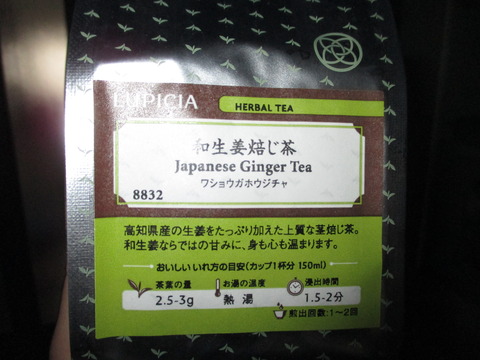 LUPICIA
HERBAL TEA
和生姜焙じ茶
Japanese Ginger Tea
ワショウガホウジチャ
8832
高知県産の生姜をたっぷり加えた上質な茎焙じ茶。
和生姜ならではの甘みに、身も心も温まります。
おいしいいれ方の目安(カップ1杯分 150ml)
茶葉の量 お湯の温度 浸出時間
2.5-3g 熱湯 1.5-2分
煎出回数:1~2回